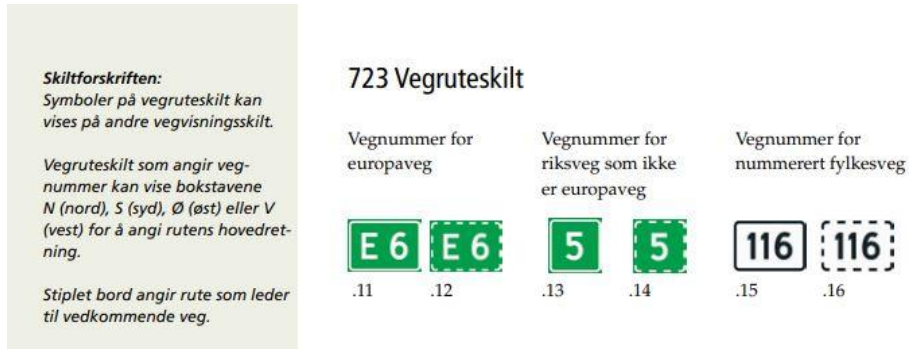 Skiltforskriften:
Symboler på vegruteskilt kan
vises på andre vegvisningsskilt.
Vegruteskilt som angir veg-
nummer kan vise bokstavene
N (nord), S (syd), Ø (øst) eller V
(vest) for å angi rutens hovedret-
ning.
Stiplet bord angir rute som leder
til vedkommende veg.
723 Vegruteskilt
Vegnummer for
europaveg
E 6 E 6
.11 .12
Vegnummer for
riksveg som ikke
er europaveg
5 5
.13 .14
Vegnummer for
nummerert fylkesveg
116 116
.15 .16